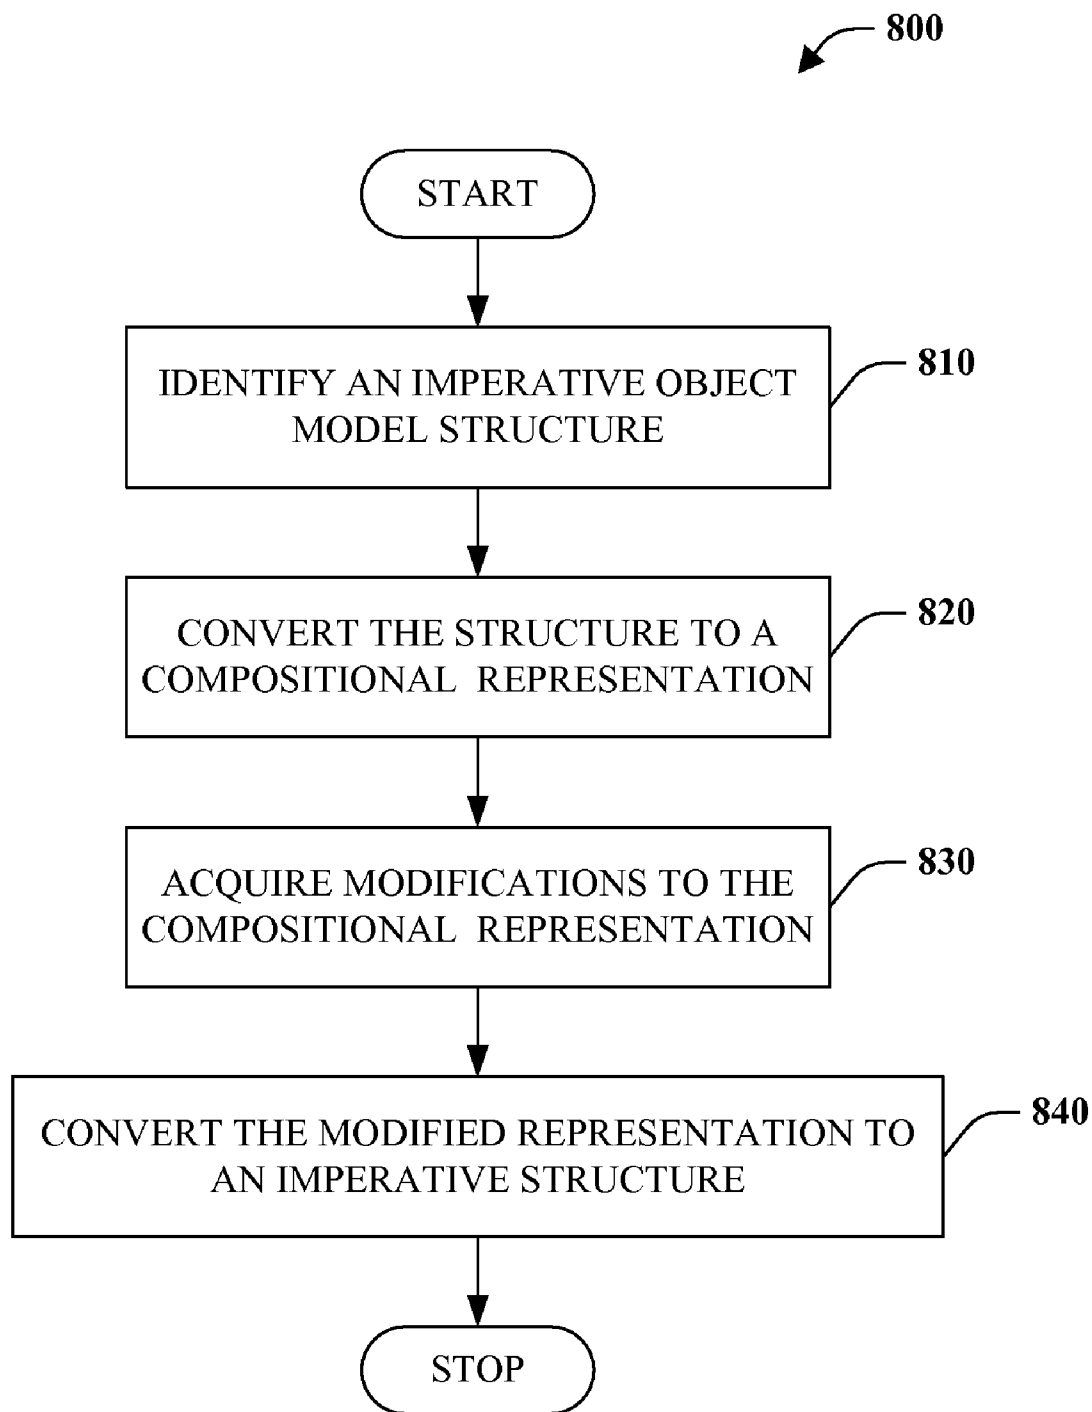 800
START
IDENTIFY AN IMPERATIVE OBJECT
MODEL STRUCTURE
810
CONVERT THE STRUCTURE TO A
COMPOSITIONAL REPRESENTATION
820
ACQUIRE MODIFICATIONS TO THE
COMPOSITIONAL REPRESENTATION
830
CONVERT THE MODIFIED REPRESENTATION TO
AN IMPERATIVE STRUCTURE
840
STOP